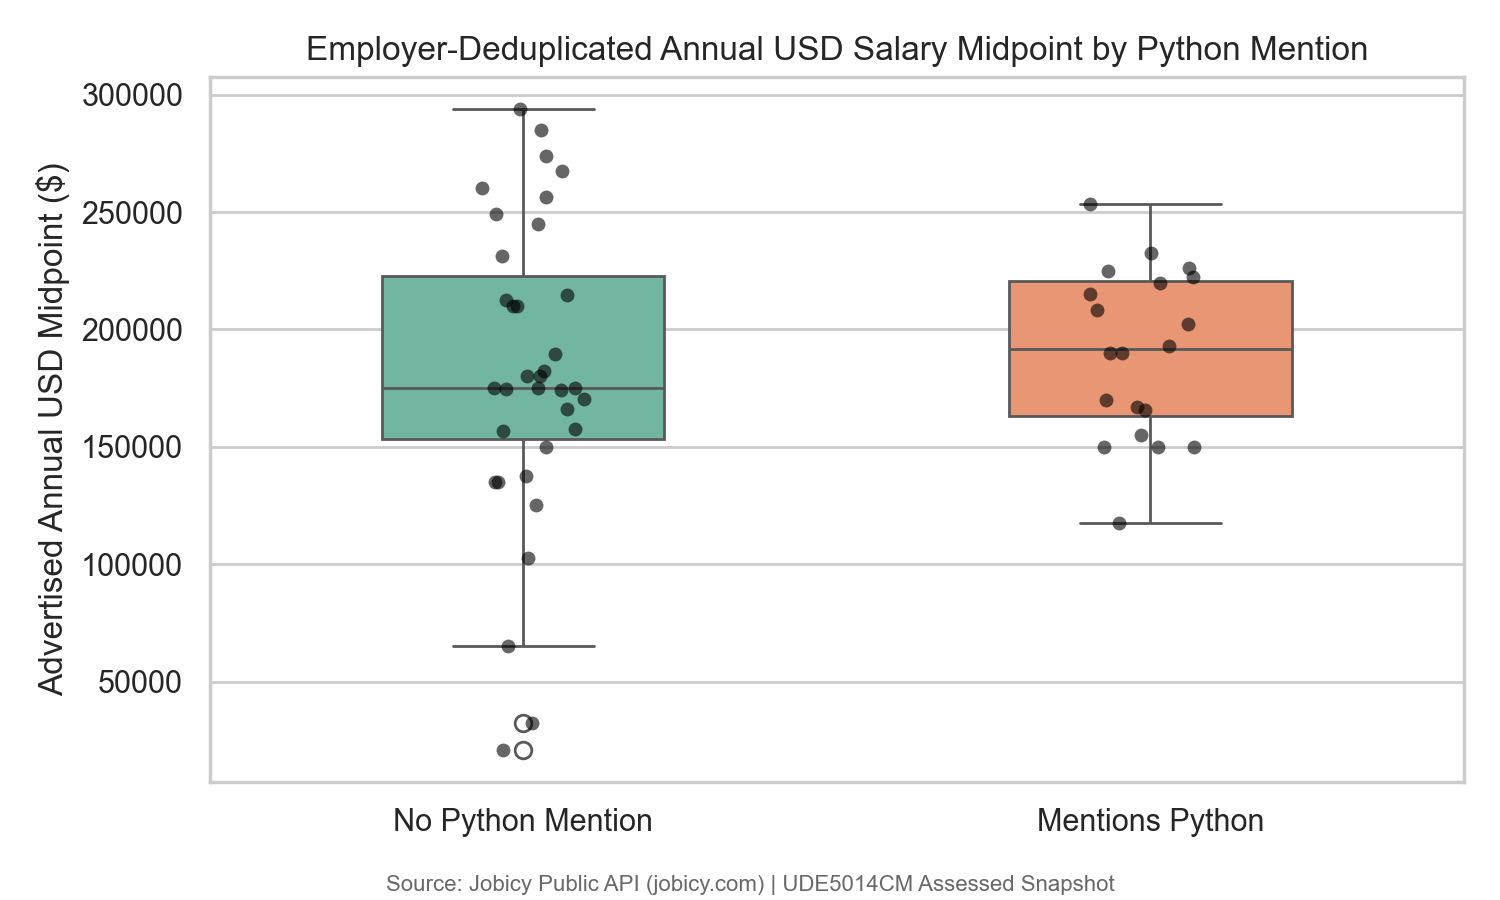 Employer-Deduplicated Annual USD Salary Midpoint by Python Mention
Advertised Annual USD Midpoint ($)
300000
250000
200000
150000
100000
50000
No Python Mention
Mentions Python
Source: Jobicy Public API (jobicy.com) | UDE5014CM Assessed Snapshot